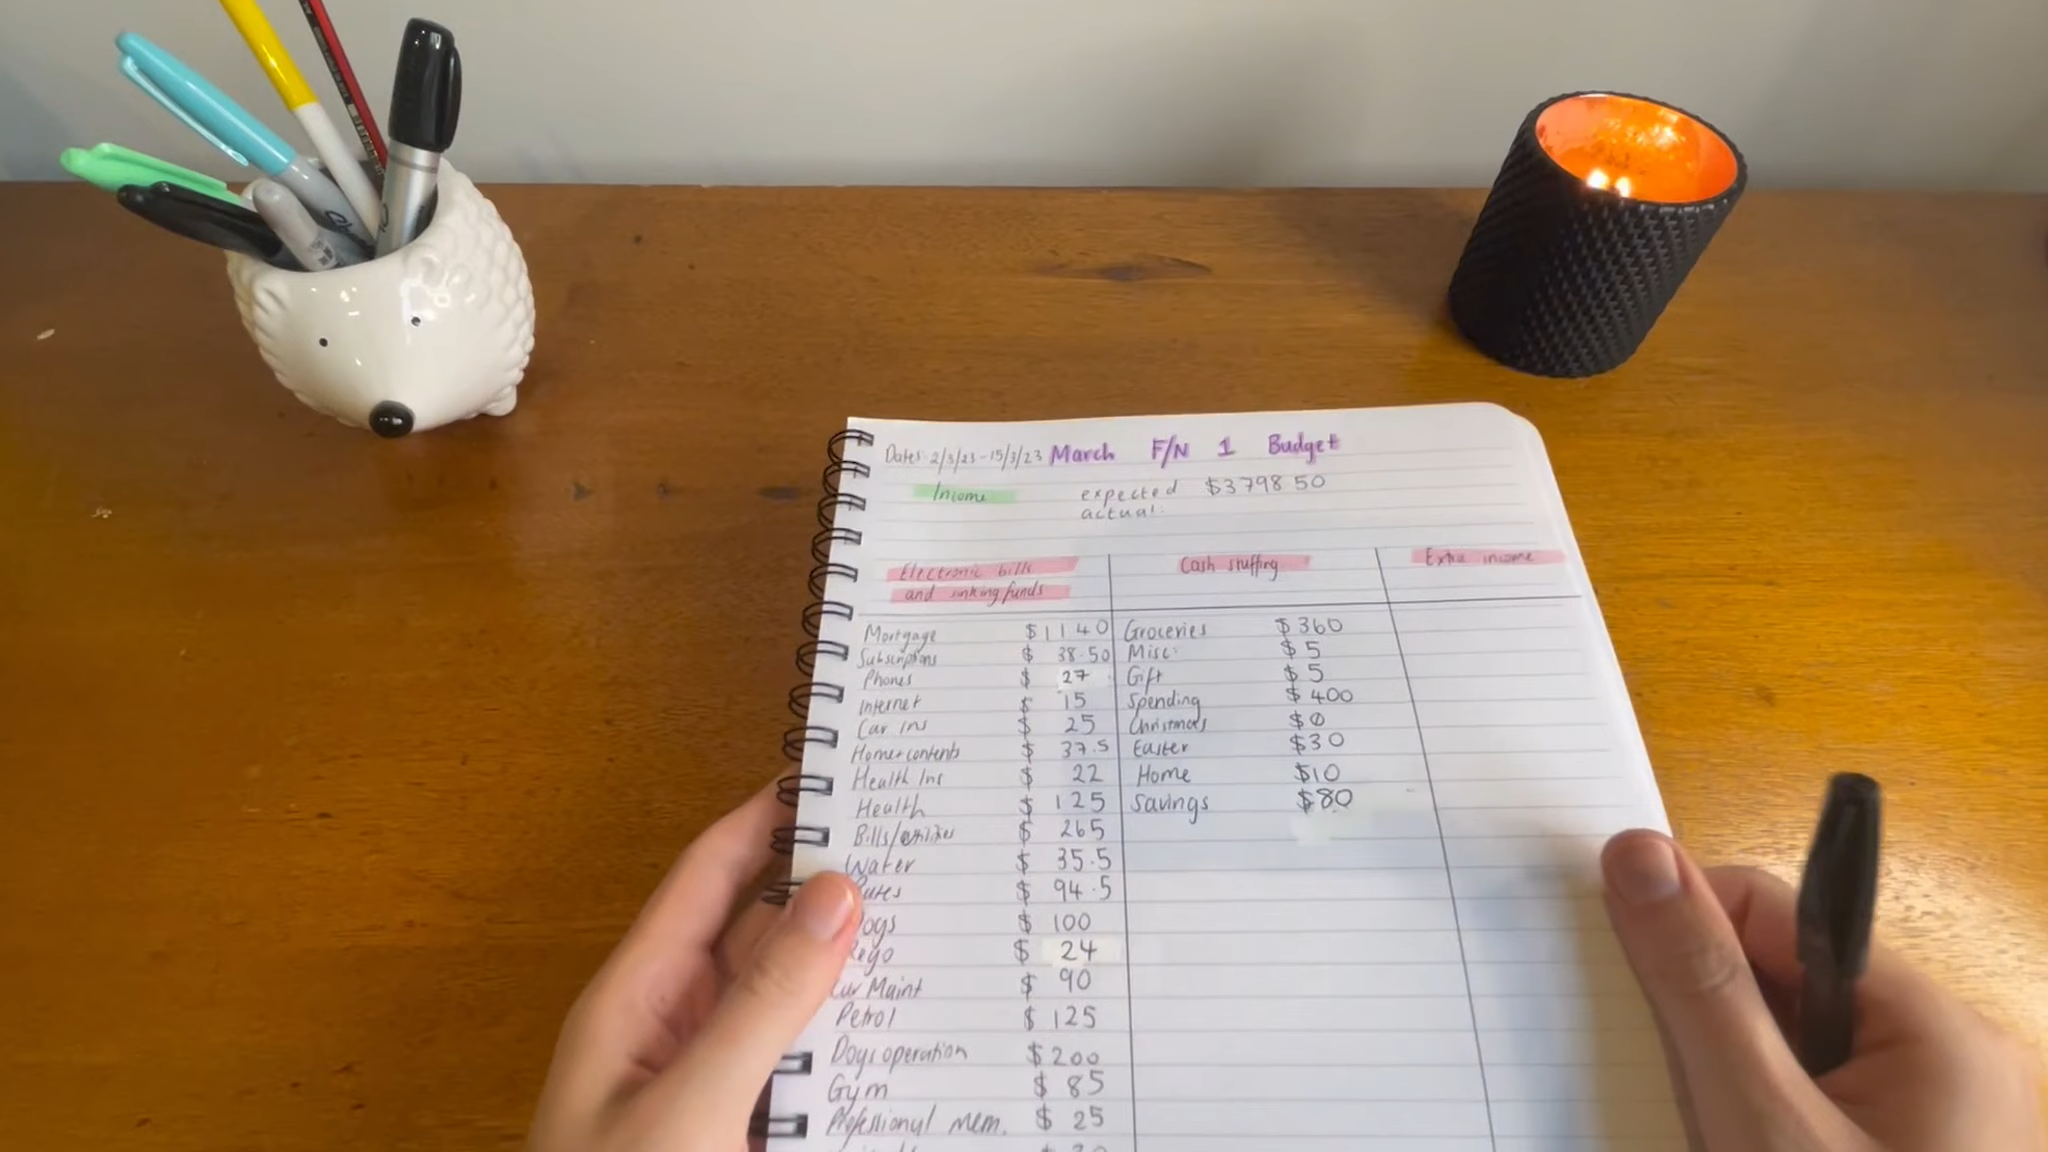 Dates: 2/3/23-15/3/23 March F/N 1 Budget
Income expected $3798.50
actual:
Electronic bills and sinking funds
Cash stuffing
Extra income
Mortgage $1140
Subscriptions $38.50
Phones $27
Internet $15
Car Ins $25
Home+contents $37.5
Health Ins $22
Health $125
Bills/utilities $265
Water $35.5
$94.5
$100
$24
Car Maint $90
Petrol $125
Dogs operation $200
Gym $85
Professional mem. $25
Groceries $360
Misc: $5
Gift $5
Spending $400
Christmas $0
Easter $30
Home $10
Savings $80